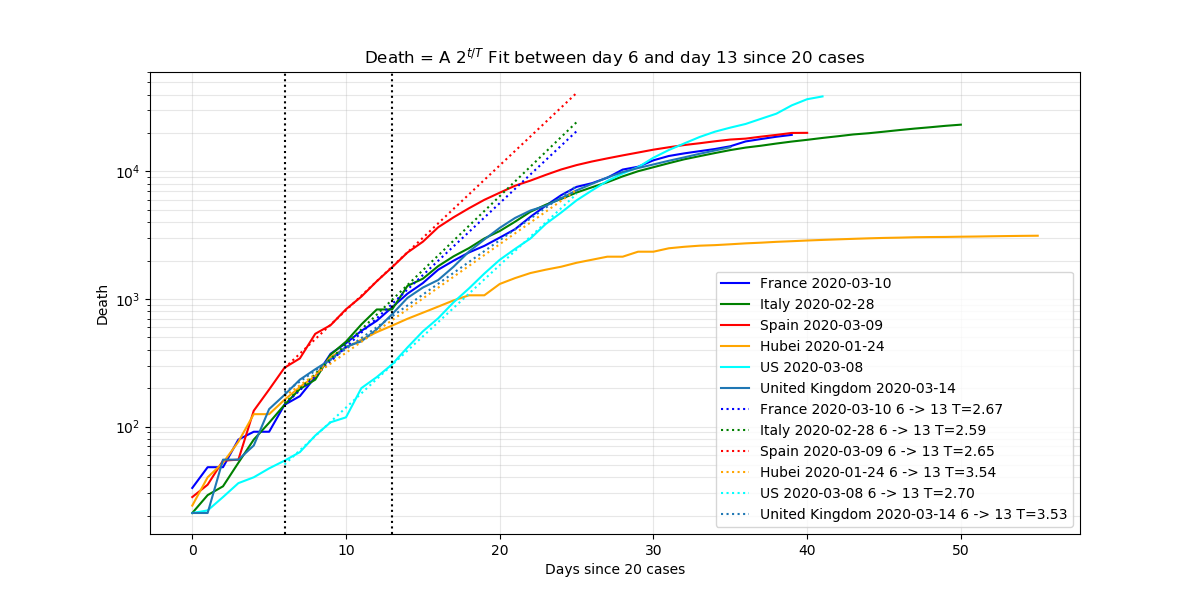 Death = A 2^{t/T} Fit between day 6 and day 13 since 20 cases
Death
10^4
10^3
10^2
France 2020-03-10
Italy 2020-02-28
Spain 2020-03-09
Hubei 2020-01-24
US 2020-03-08
United Kingdom 2020-03-14
France 2020-03-10 6 -> 13 T=2.67
Italy 2020-02-28 6 -> 13 T=2.59
Spain 2020-03-09 6 -> 13 T=2.65
Hubei 2020-01-24 6 -> 13 T=3.54
US 2020-03-08 6 -> 13 T=2.70
United Kingdom 2020-03-14 6 -> 13 T=3.53
0 10 20 30 40 50
Days since 20 cases